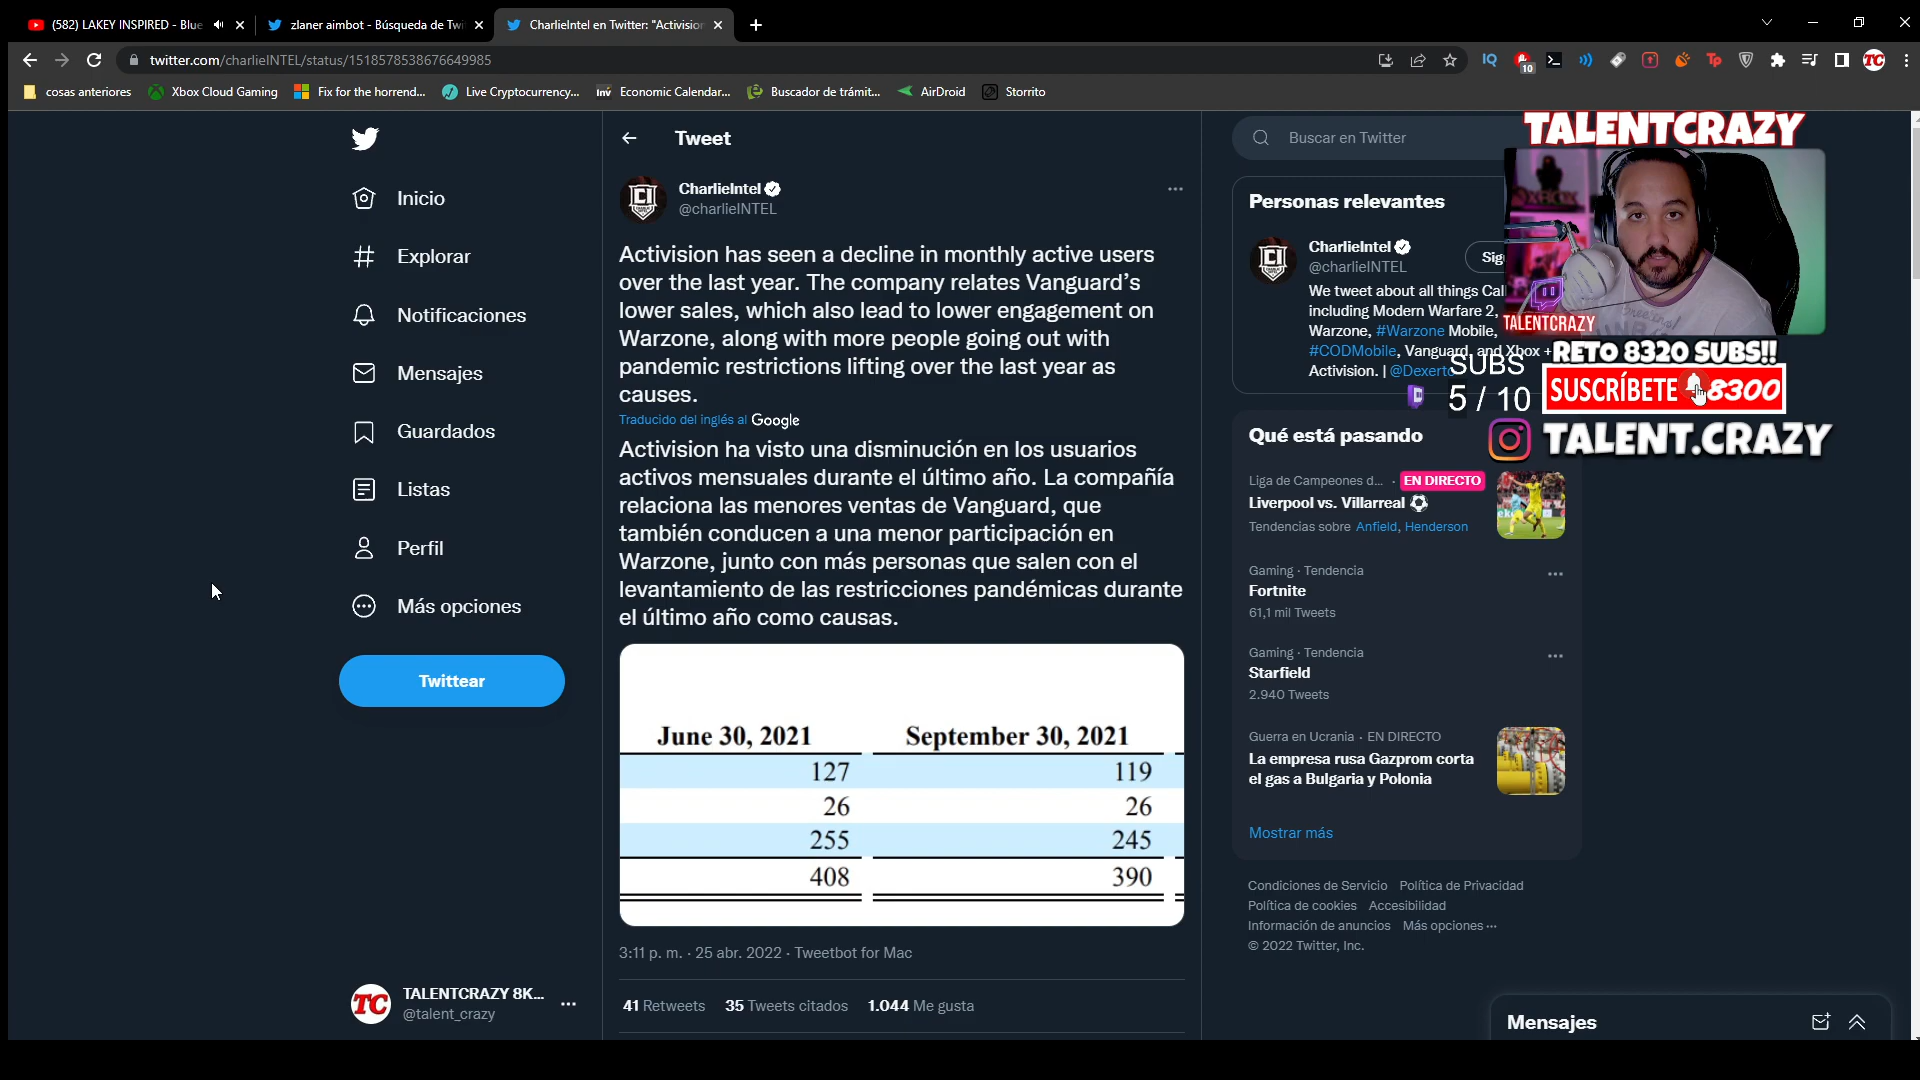 (582) LAKEY INSPIRED - Blue
zlaner aimbot - Búsqueda de Twi
CharlieIntel en Twitter: "Activision
twitter.com/charlieINTEL/status/1518578538676649985
IQ
10
Tp
TC
cosas anteriores
Xbox Cloud Gaming
Fix for the horrend...
Live Cryptocurrency...
Inv
Economic Calendar...
Buscador de trámit...
AirDroid
Storrito
Inicio
Explorar
Notificaciones
Mensajes
Guardados
Listas
Perfil
Más opciones
Twittear
TC
TALENTCRAZY 8K...
@talent_crazy
Tweet
CI
CharlieIntel
@charlieINTEL
Activision has seen a decline in monthly active users
over the last year. The company relates Vanguard's
lower sales, which also lead to lower engagement on
Warzone, along with more people going out with
pandemic restrictions lifting over the last year as
causes.
Traducido del inglés al Google
Activision ha visto una disminución en los usuarios
activos mensuales durante el último año. La compañía
relaciona las menores ventas de Vanguard, que
también conducen a una menor participación en
Warzone, junto con más personas que salen con el
levantamiento de las restricciones pandémicas durante
el último año como causas.
June 30, 2021 September 30, 2021
127 119
26 26
255 245
408 390
3:11 p. m. · 25 abr. 2022 · Tweetbot for Mac
41 Retweets 35 Tweets citados 1.044 Me gusta
Buscar en Twitter
Personas relevantes
CI
CharlieIntel
@charlieINTEL
Sig
We tweet about all things Cal
including Modern Warfare 2,
Warzone, #Warzone Mobile,
#CODMobile, Vanguard, and Xbox +
Activision. | @Dexerto
TALENTCRAZY
XBOX
TALENTCRAZY
RETO 8320 SUBS!!
SUBS
5 / 10
SUSCRÍBETE 8300
TALENT.CRAZY
Qué está pasando
Liga de Campeones d... · EN DIRECTO
Liverpool vs. Villarreal
Tendencias sobre Anfield, Henderson
Gaming · Tendencia
Fortnite
61,1 mil Tweets
Gaming · Tendencia
Starfield
2.940 Tweets
Guerra en Ucrania · EN DIRECTO
La empresa rusa Gazprom corta
el gas a Bulgaria y Polonia
Mostrar más
Condiciones de Servicio Política de Privacidad
Política de cookies Accesibilidad
Información de anuncios Más opciones ···
© 2022 Twitter, Inc.
Mensajes